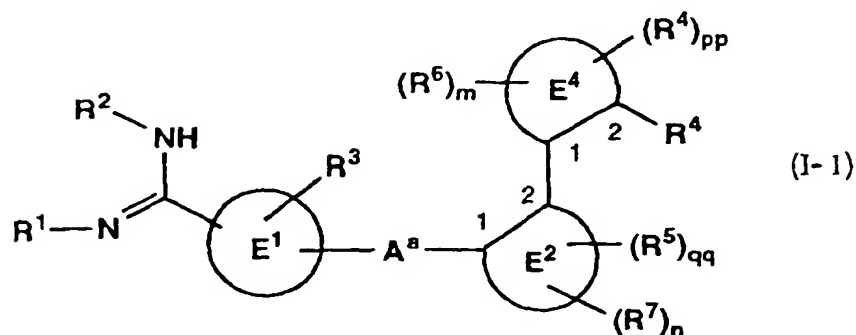 (R⁴)pp
(R⁶)m
E⁴
R²
NH
2
R⁴
1
(I-1)
R³
2
R¹
N
1
E¹
Aᵃ
E²
(R⁵)qq
(R⁷)n